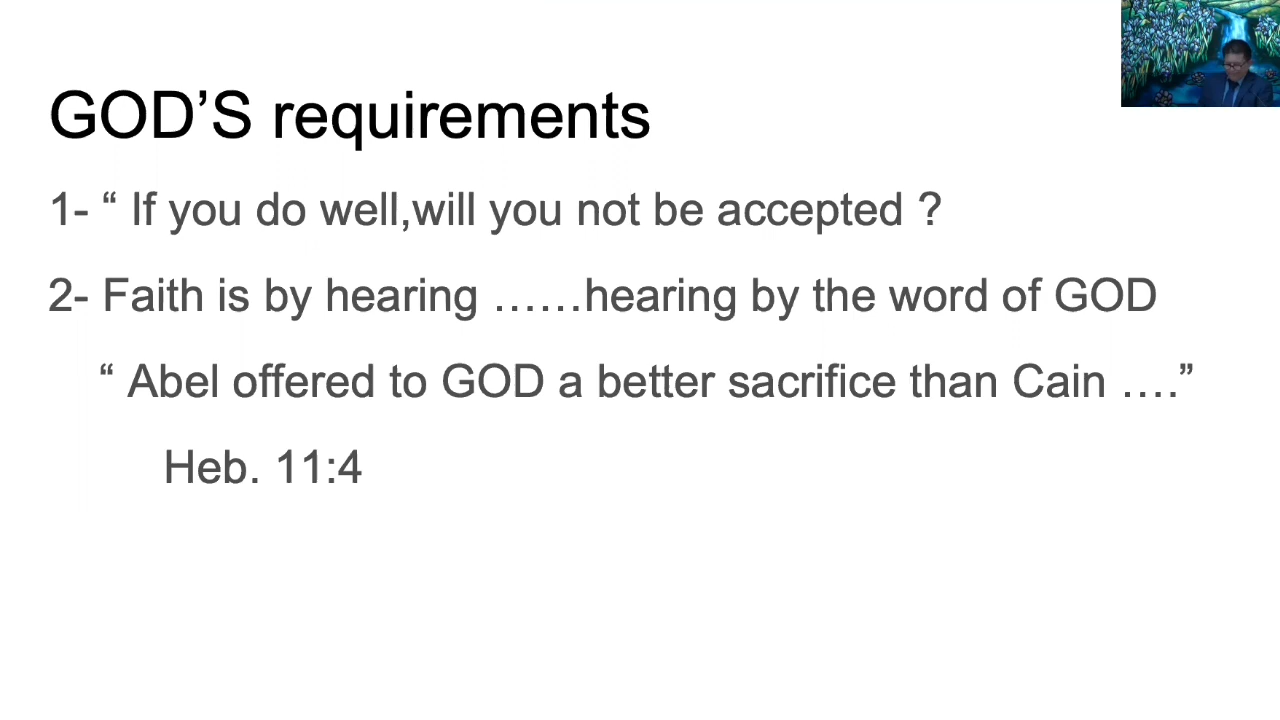 GOD’S requirements
1- “ If you do well,will you not be accepted ?
2- Faith is by hearing ……hearing by the word of GOD
“ Abel offered to GOD a better sacrifice than Cain ….”
Heb. 11:4